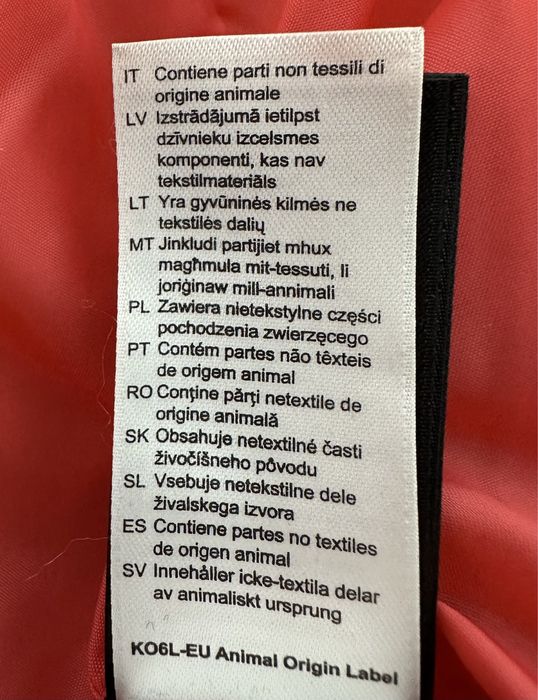 IT Contiene parti non tessili di
origine animale
LV Izstrādājumā ietilpst
dzīvnieku izcelsmes
komponenti, kas nav
tekstilmateriāls
LT Yra gyvūninės kilmės ne
tekstilės dalių
MT Jinkludi partijiet mhux
magħmula mit-tessuti, li
joriġinaw mill-annimali
PL Zawiera nietekstylne części
pochodzenia zwierzęcego
PT Contém partes não têxteis
de origem animal
RO Conţine părţi netextile de
origine animală
SK Obsahuje netextilné časti
živočíšneho pôvodu
SL Vsebuje netekstilne dele
živalskega izvora
ES Contiene partes no textiles
de origen animal
SV Innehåller icke-textila delar
av animaliskt ursprung
KO6L-EU Animal Origin Label